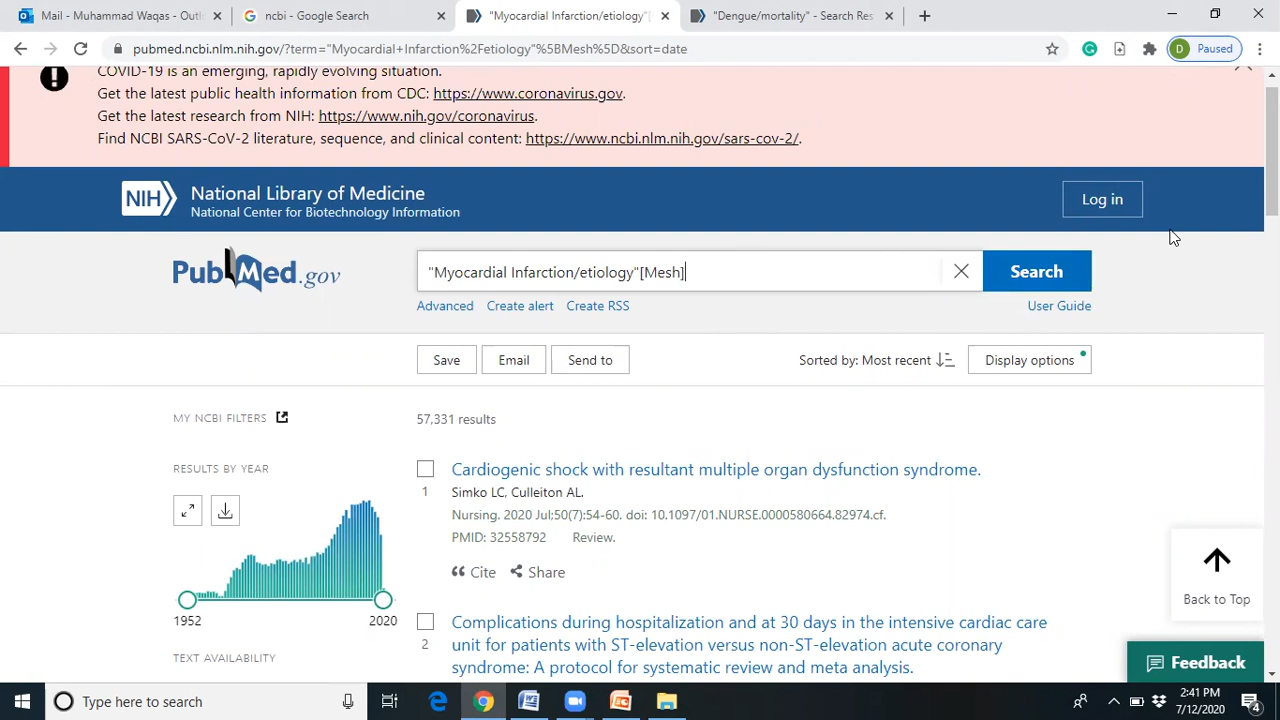 Mail - Muhammad Waqas - Outl
ncbi - Google Search
"Myocardial Infarction/etiology"[
"Dengue/mortality" - Search Res
pubmed.ncbi.nlm.nih.gov/?term="Myocardial+Infarction%2Fetiology"%5BMesh%5D&sort=date
D Paused
COVID-19 is an emerging, rapidly evolving situation.
Get the latest public health information from CDC: https://www.coronavirus.gov.
Get the latest research from NIH: https://www.nih.gov/coronavirus.
Find NCBI SARS-CoV-2 literature, sequence, and clinical content: https://www.ncbi.nlm.nih.gov/sars-cov-2/.
NIH
National Library of Medicine
National Center for Biotechnology Information
Log in
PubMed.gov
"Myocardial Infarction/etiology"[Mesh]
Search
Advanced Create alert Create RSS
User Guide
Save Email Send to
Sorted by: Most recent
Display options
MY NCBI FILTERS
57,331 results
RESULTS BY YEAR
1952 2020
TEXT AVAILABILITY
1
Cardiogenic shock with resultant multiple organ dysfunction syndrome.
Simko LC, Culleiton AL.
Nursing. 2020 Jul;50(7):54-60. doi: 10.1097/01.NURSE.0000580664.82974.cf.
PMID: 32558792 Review.
Cite Share
2
Complications during hospitalization and at 30 days in the intensive cardiac care
unit for patients with ST-elevation versus non-ST-elevation acute coronary
syndrome: A protocol for systematic review and meta analysis.
Back to Top
Feedback
Type here to search
2:41 PM
7/12/2020
4